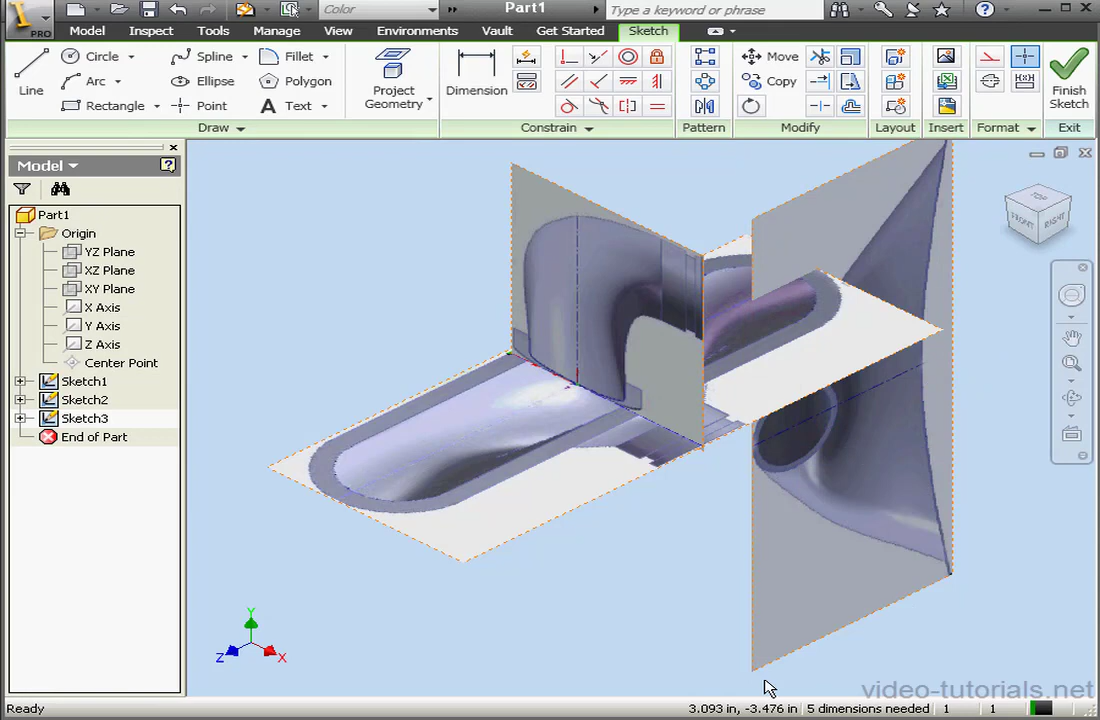 Color Part1 Type a keyword or phrase
PRO Model Inspect Tools Manage View Environments Vault Get Started Sketch
Line Circle Spline Fillet Project Geometry Dimension Move Finish Sketch
Arc Ellipse Polygon Copy
Rectangle Point A Text
Draw Constrain Pattern Modify Layout Insert Format Exit
Model
Part1
Origin
YZ Plane
XZ Plane
XY Plane
X Axis
Y Axis
Z Axis
Center Point
Sketch1
Sketch2
Sketch3
End of Part
TOP
FRONT RIGHT
Y
Z X
video-tutorials.net
Ready 3.093 in, -3.476 in 5 dimensions needed 1 1